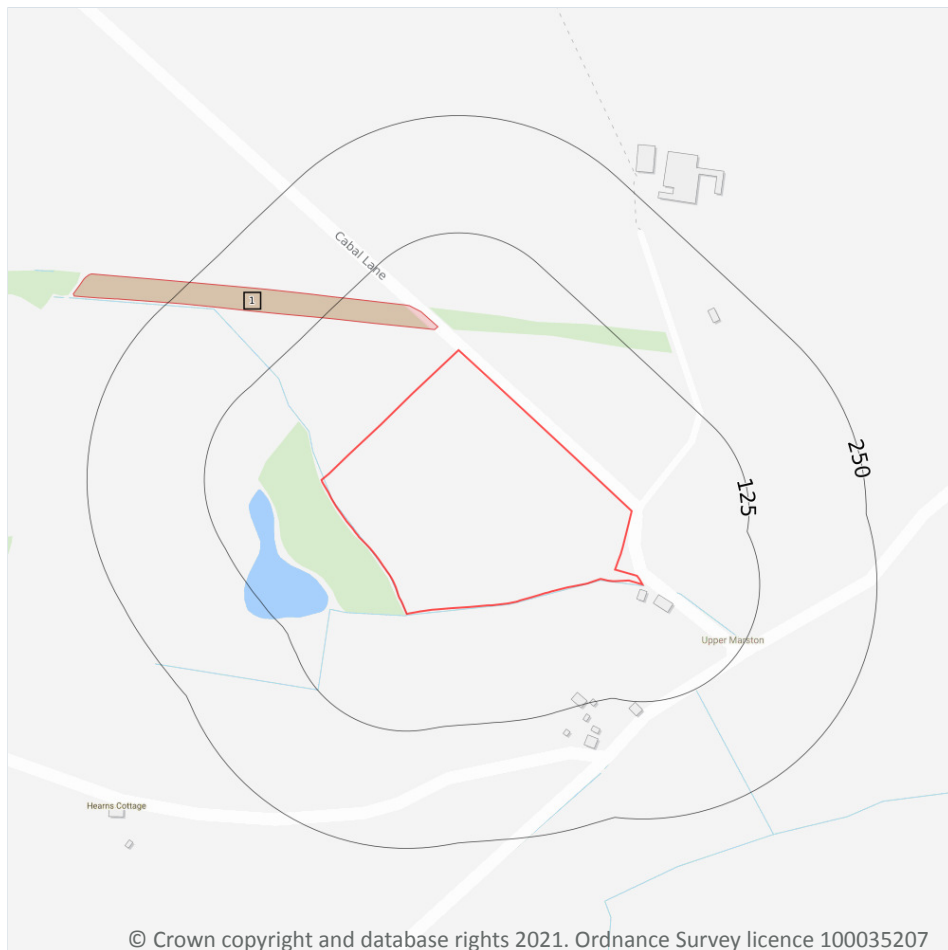 Cabal Lane
1
250
125
Upper Marston
Hearns Cottage
© Crown copyright and database rights 2021. Ordnance Survey licence 100035207